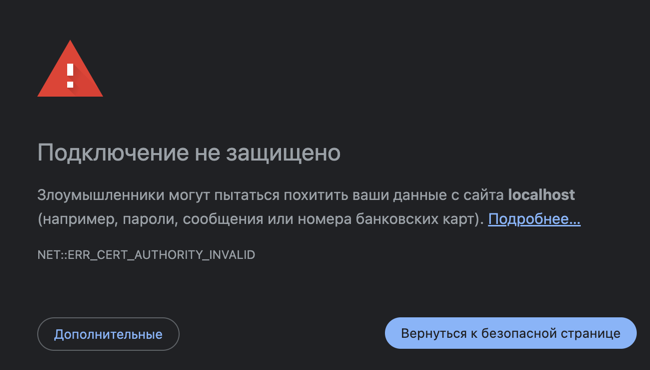 Подключение не защищено
Злоумышленники могут пытаться похитить ваши данные с сайта localhost
(например, пароли, сообщения или номера банковских карт). Подробнее...
NET::ERR_CERT_AUTHORITY_INVALID
Дополнительные
Вернуться к безопасной странице